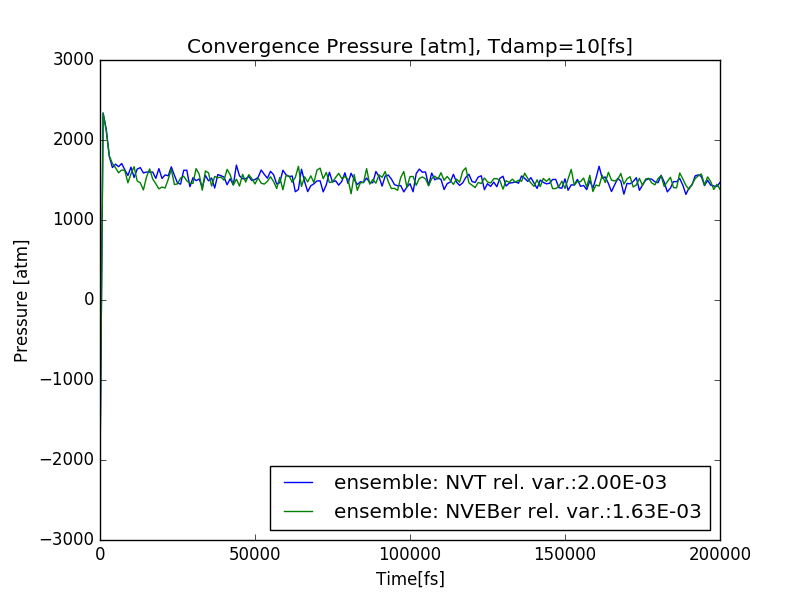 Convergence Pressure [atm], Tdamp=10[fs]
3000
2000
1000
0
−1000
−2000
−3000
Pressure [atm]
ensemble: NVT rel. var.:2.00E-03
ensemble: NVEBer rel. var.:1.63E-03
0 50000 100000 150000 200000
Time[fs]